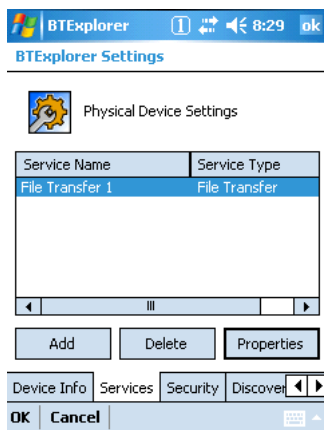 BTExplorer 1 8:29 ok
BTExplorer Settings
Physical Device Settings
Service Name Service Type
File Transfer 1 File Transfer
Add Delete Properties
Device Info Services Security Discover
OK Cancel